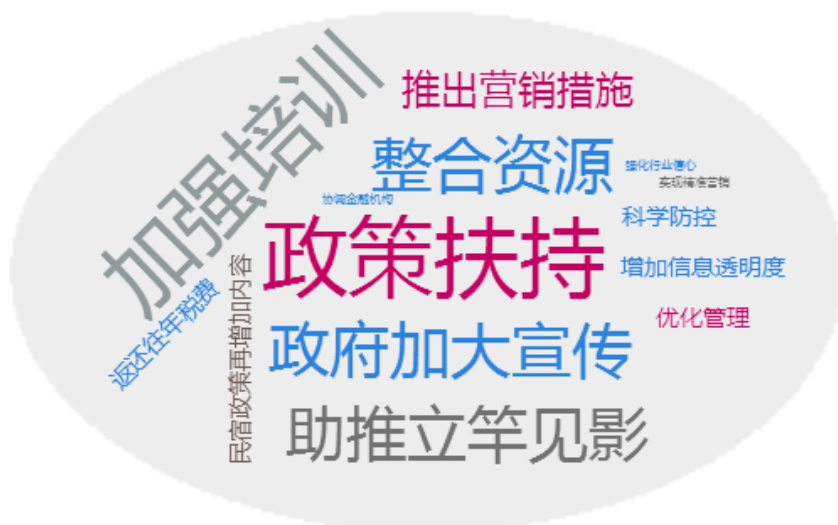 加强培训
推出营销措施
整合资源
强化行业信心
实现精准营销
协调金融机构
科学防控
政策扶持
增加信息透明度
返还往年税费
民宿政策再增加内容
优化管理
政府加大宣传
助推立竿见影